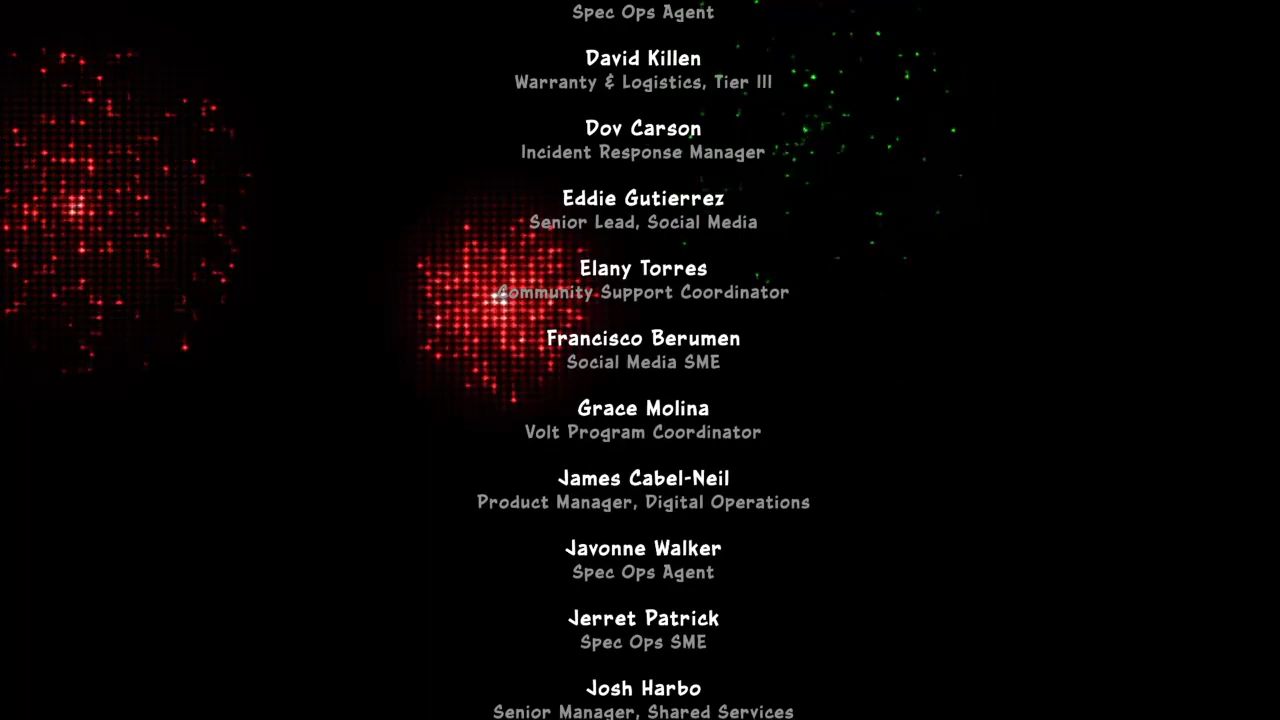 Spec Ops Agent
David Killen
Warranty & Logistics, Tier III
Dov Carson
Incident Response Manager
Eddie Gutierrez
Senior Lead, Social Media
Elany Torres
Community Support Coordinator
Francisco Berumen
Social Media SME
Grace Molina
Volt Program Coordinator
James Cabel-Neil
Product Manager, Digital Operations
Javonne Walker
Spec Ops Agent
Jerret Patrick
Spec Ops SME
Josh Harbo
Senior Manager, Shared Services